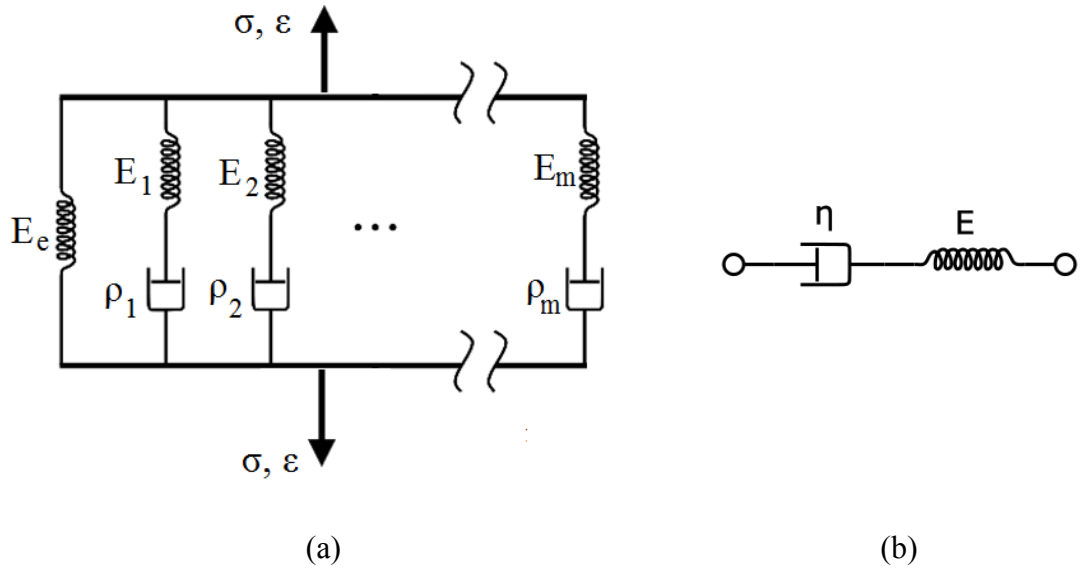 σ, ε
E₁
E₂
Eₘ
Eₑ
...
ρ₁
ρ₂
ρₘ
σ, ε
η
E
(a)
(b)